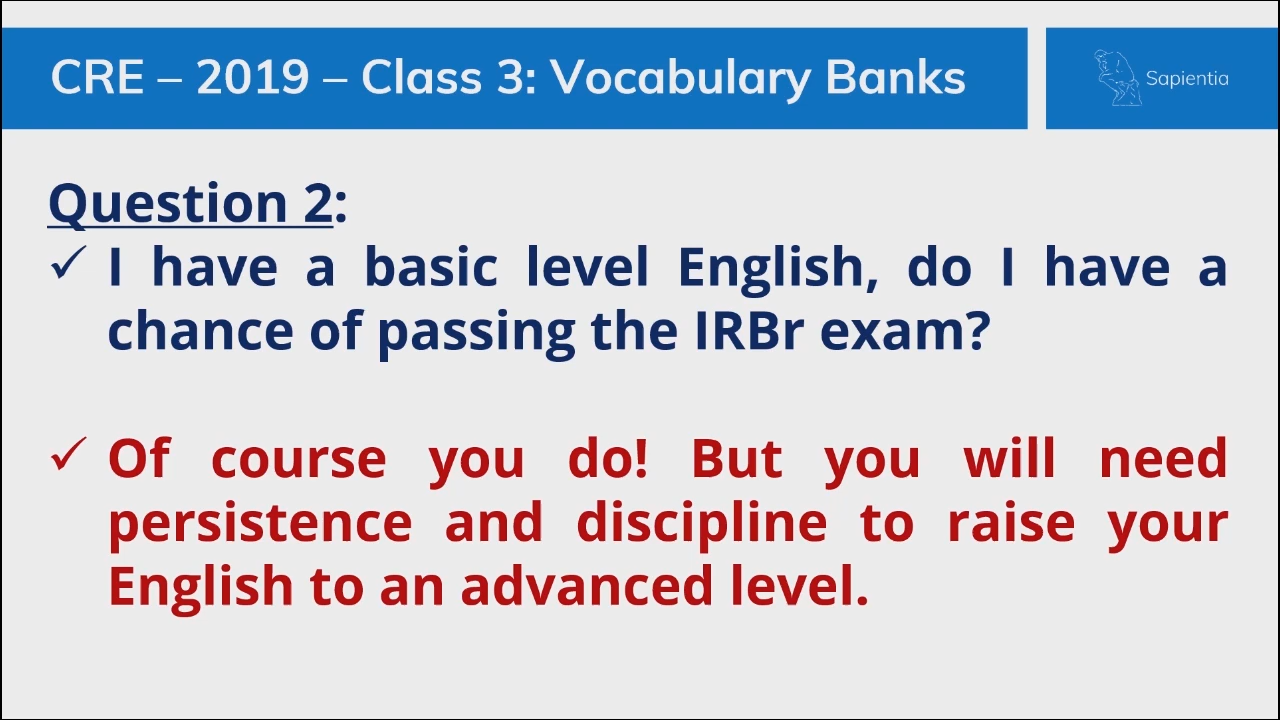 CRE – 2019 – Class 3: Vocabulary Banks
Sapientia
Question 2:
✓ I have a basic level English, do I have a
chance of passing the IRBr exam?
✓ Of course you do! But you will need
persistence and discipline to raise your
English to an advanced level.